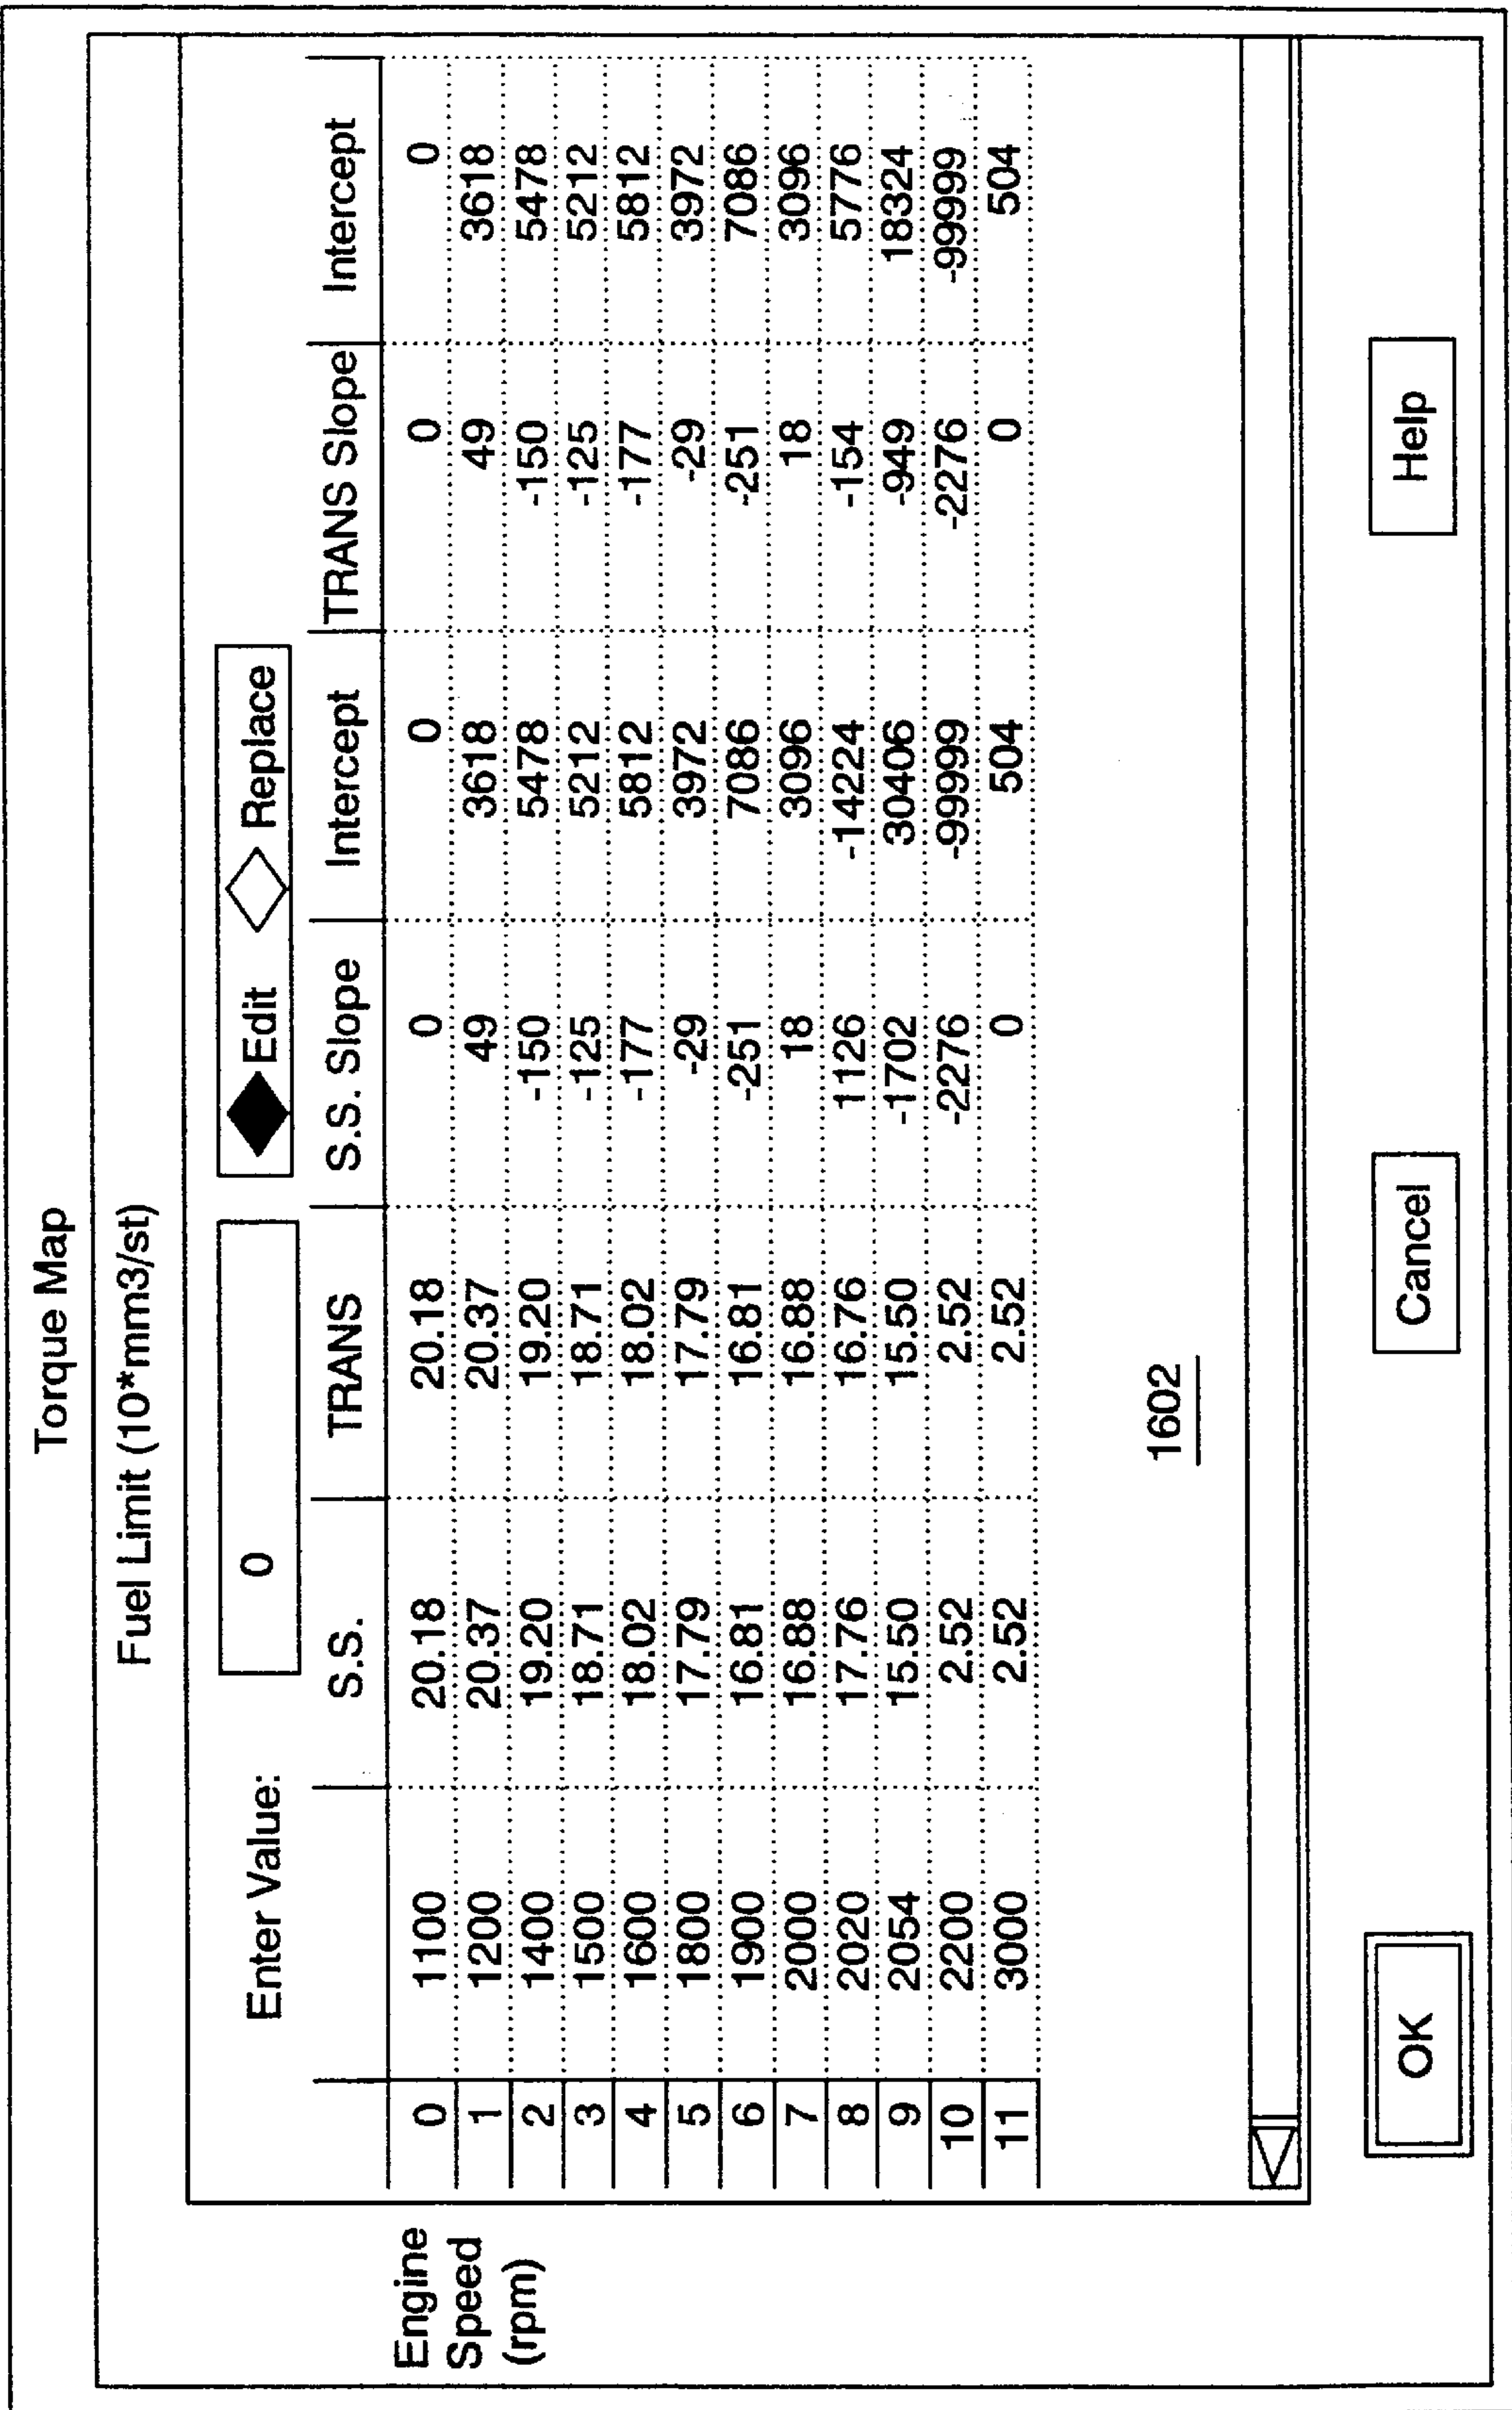 Torque Map
Fuel Limit (10*mm3/st)
Enter Value: 0 Edit Replace
S.S. TRANS S.S. Slope Intercept TRANS Slope Intercept
Engine
Speed
(rpm)
0 1100 20.18 20.18 0 0 0 0
1 1200 20.37 20.37 49 3618 49 3618
2 1400 19.20 19.20 -150 5478 -150 5478
3 1500 18.71 18.71 -125 5212 -125 5212
4 1600 18.02 18.02 -177 5812 -177 5812
5 1800 17.79 17.79 -29 3972 -29 3972
6 1900 16.81 16.81 -251 7086 -251 7086
7 2000 16.88 16.88 18 3096 18 3096
8 2020 17.76 16.76 1126 -14224 -154 5776
9 2054 15.50 15.50 -1702 30406 -949 18324
10 2200 2.52 2.52 -2276 -99999 -2276 -99999
11 3000 2.52 2.52 0 504 0 504
1602
OK Cancel Help